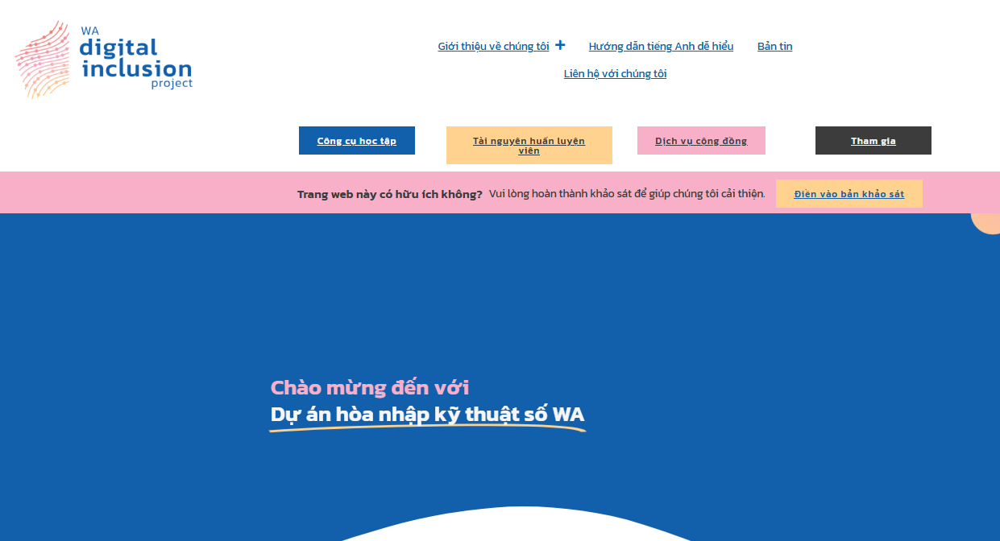 WA
digital
inclusion
project
Giới thiệu về chúng tôi +
Hướng dẫn tiếng Anh dễ hiểu
Bản tin
Liên hệ với chúng tôi
Công cụ học tập
Tài nguyên huấn luyện
viên
Dịch vụ cộng đồng
Tham gia
Trang web này có hữu ích không? Vui lòng hoàn thành khảo sát để giúp chúng tôi cải thiện.
Điền vào bản khảo sát
Chào mừng đến với
Dự án hòa nhập kỹ thuật số WA